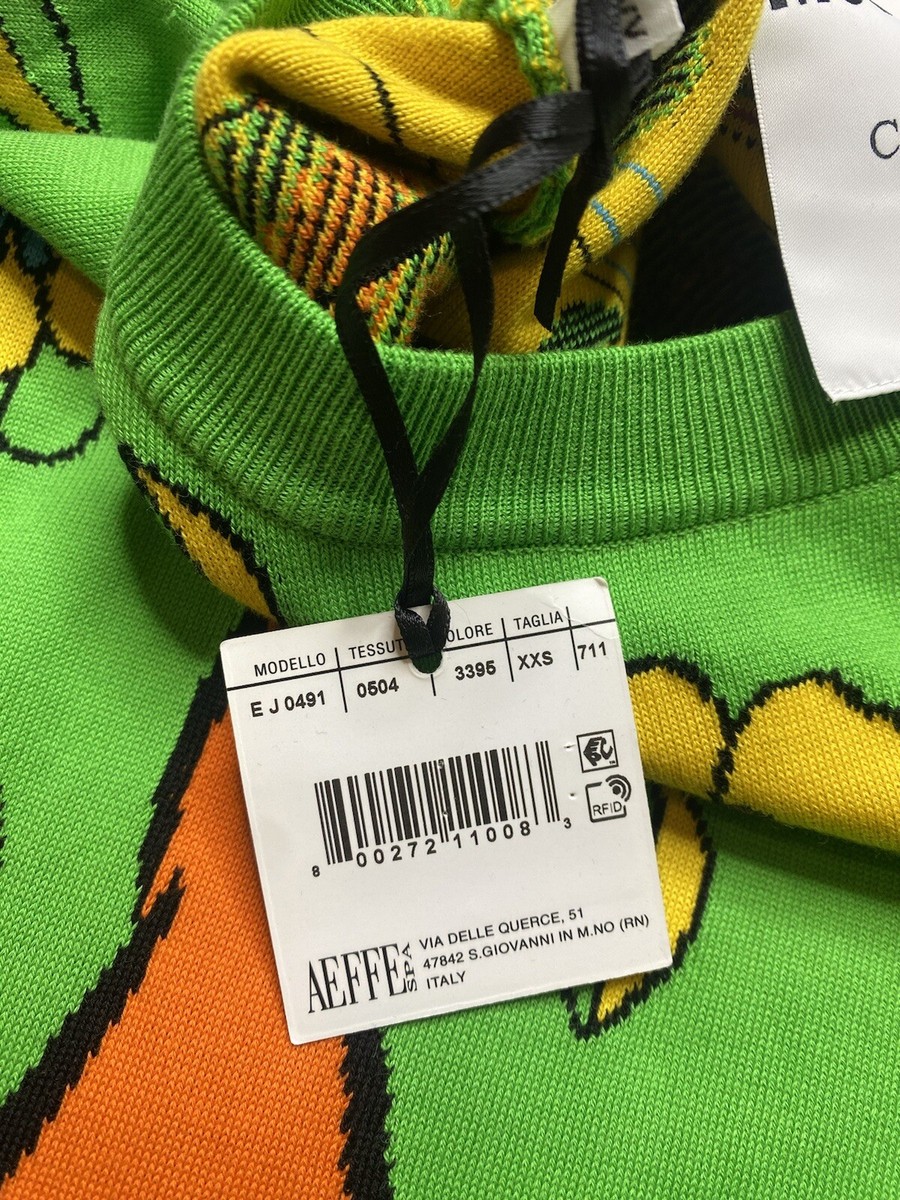 C
MODELLO TESSUT OLORE TAGLIA
E J 0491 0504 3395 XXS 711
RFID
8 00272 11008 3
AEFFE SPA
VIA DELLE QUERCE, 51
47842 S.GIOVANNI IN M.NO (RN)
ITALY